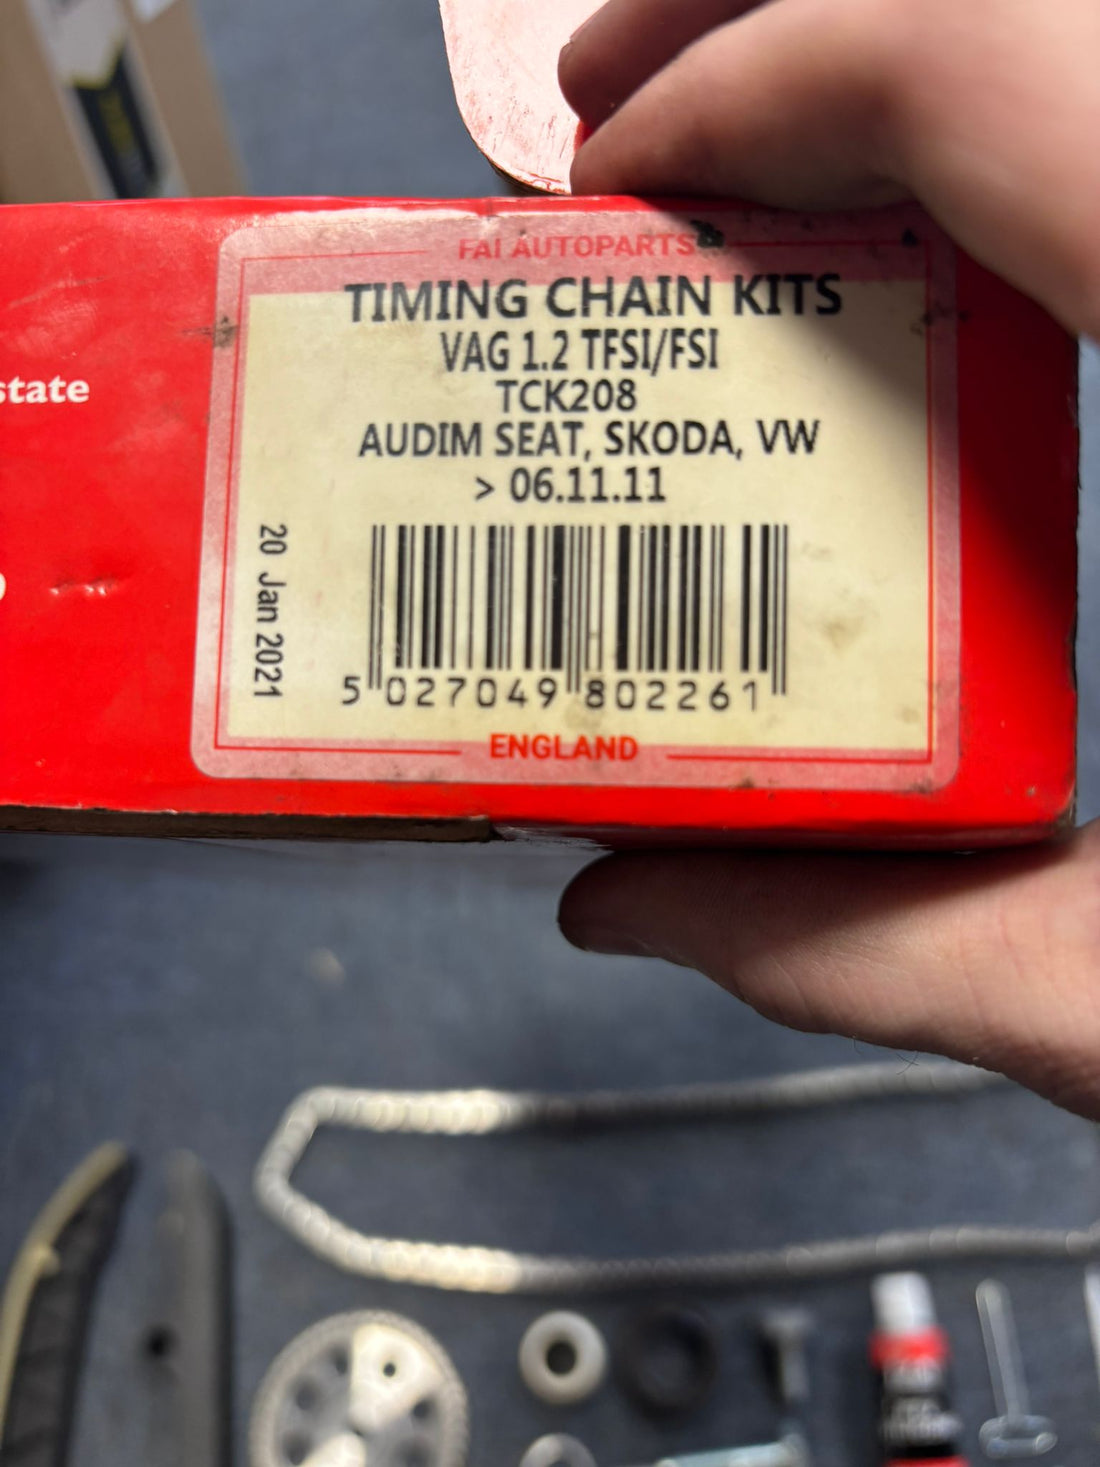 FAI AUTOPARTS
TIMING CHAIN KITS
VAG 1.2 TFSI/FSI
TCK208
AUDIM SEAT, SKODA, VW
> 06.11.11
state
20 Jan 2021
5 027049 802261
ENGLAND